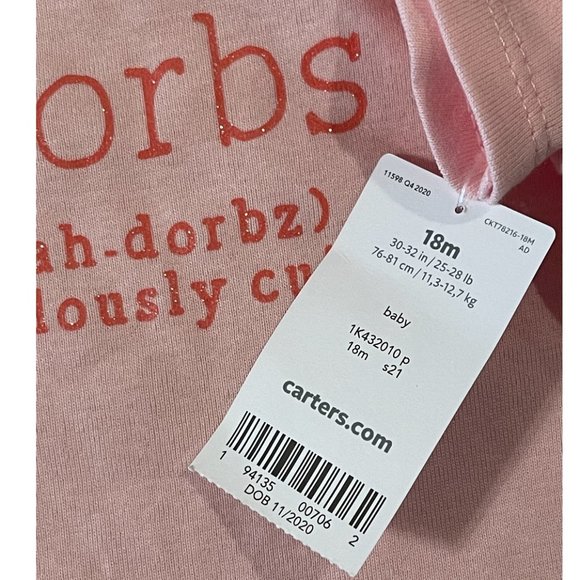 orbs
ah-dorbz)
lously cu
11598 Q4 2020
CKT78216-18M
AD
18m
30-32 in / 25-28 lb
76-81 cm / 11,3-12,7 kg
baby
1K432010 p
18m s21
carters.com
1 94135 00706 2
DOB 11/2020